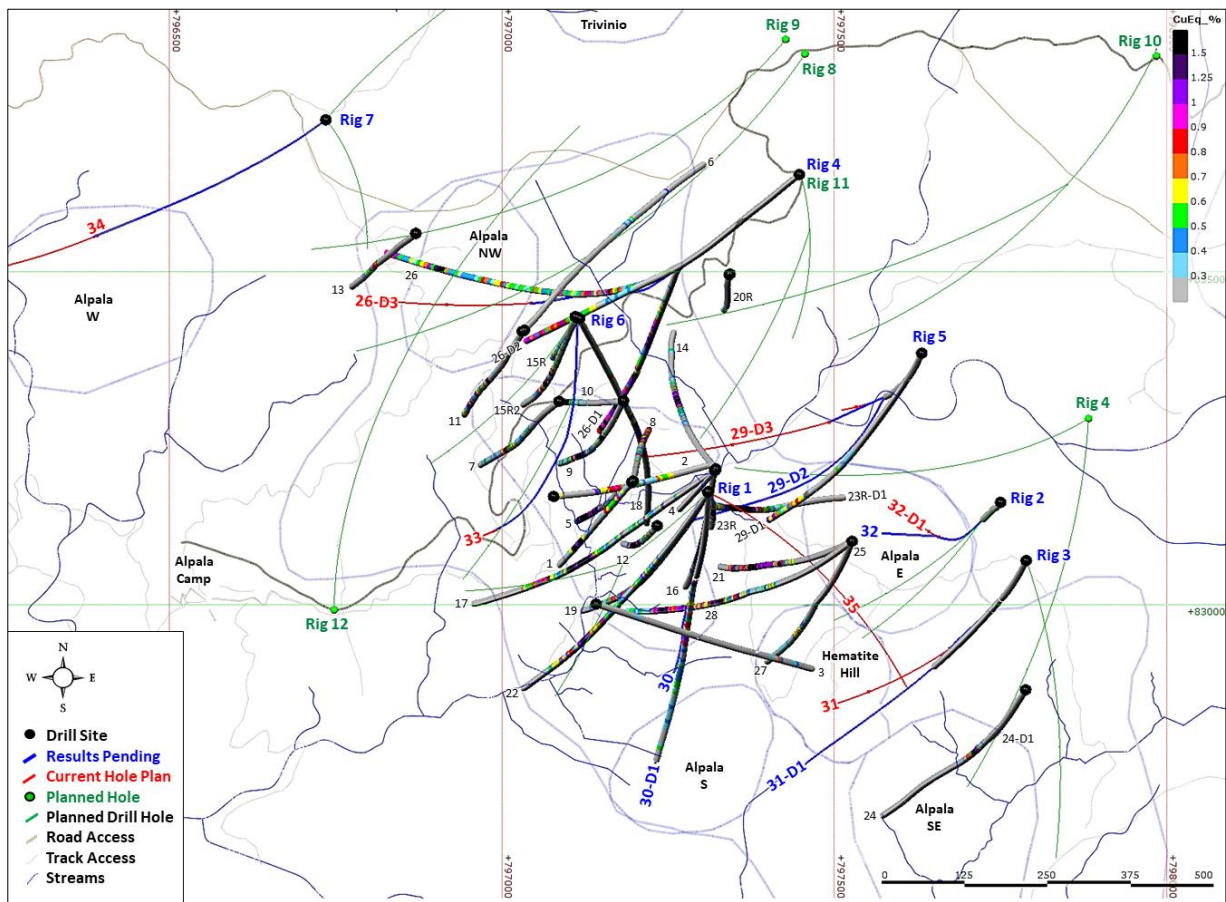 +796500
+797000
+797500
+798000
Trivinio
CuEq_%
1.5
1.25
1
0.9
0.8
0.7
0.6
0.5
0.4
0.3
Rig 9
Rig 8
Rig 10
Rig 7
6
Rig 4
Rig 11
34
Alpala
NW
Alpala
W
26
13
20R
26-D3
Rig 6
26-D2
14
Rig 5
15R
10
15R2
11
26-D1
8
29-D3
Rig 4
7
9
2
29-D2
Rig 1
23R-D1
Rig 2
18
5
4
23R
29-D1
32-D1
32
33
Alpala
Camp
1
12
25
Alpala
E
Rig 3
21
16
17
19
28
35
+83000
Rig 12
Hematite
Hill
27
3
30
22
31
24-D1
30-D1
Alpala
S
31-D1
24
Alpala
SE
N
W
E
S
Drill Site
Results Pending
Current Hole Plan
Planned Hole
Planned Drill Hole
Road Access
Track Access
Streams
+797000
+797500
+798000
0
125
250
375
500